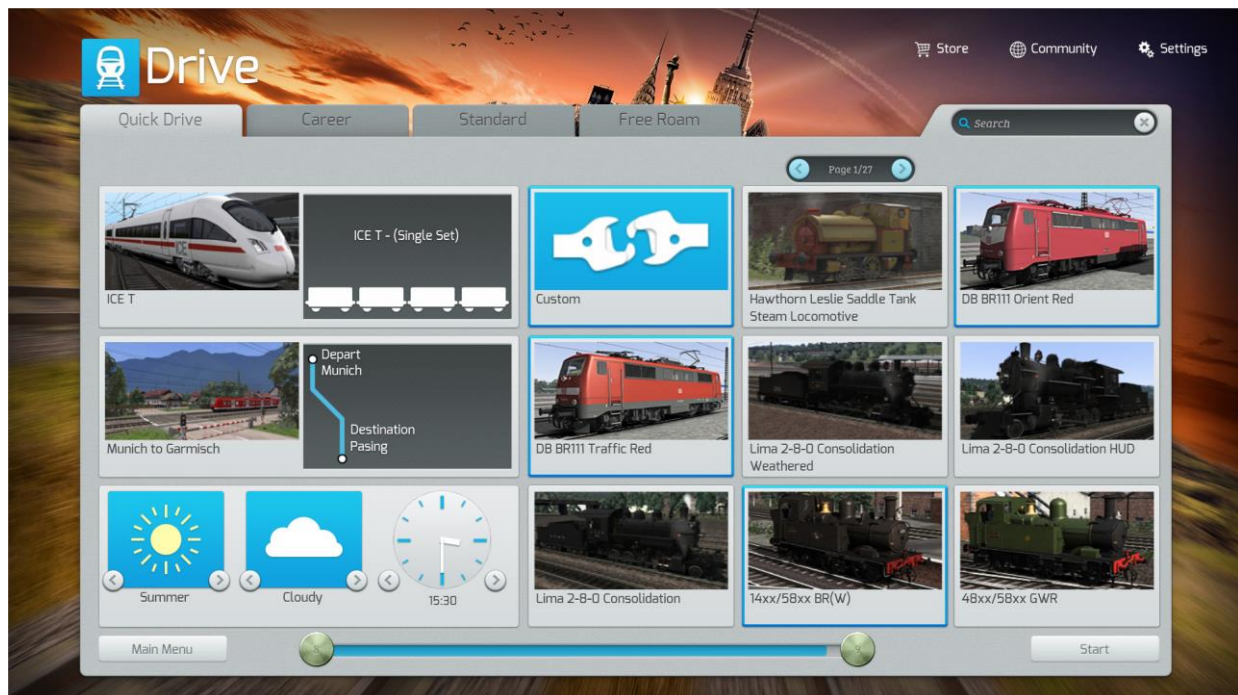 Drive
Store
Community
Settings
Quick Drive
Career
Standard
Free Roam
Search
Page 1/27
ICE T - (Single Set)
ICE
ICE T
Custom
Hawthorn Leslie Saddle Tank
Steam Locomotive
DB BR111 Orient Red
Depart
Munich
Destination
Pasing
Munich to Garmisch
DB BR111 Traffic Red
Lima 2-8-0 Consolidation
Weathered
Lima 2-8-0 Consolidation HUD
Summer
Cloudy
15:30
Lima 2-8-0 Consolidation
14xx/58xx BR(W)
48xx/58xx GWR
Main Menu
Start